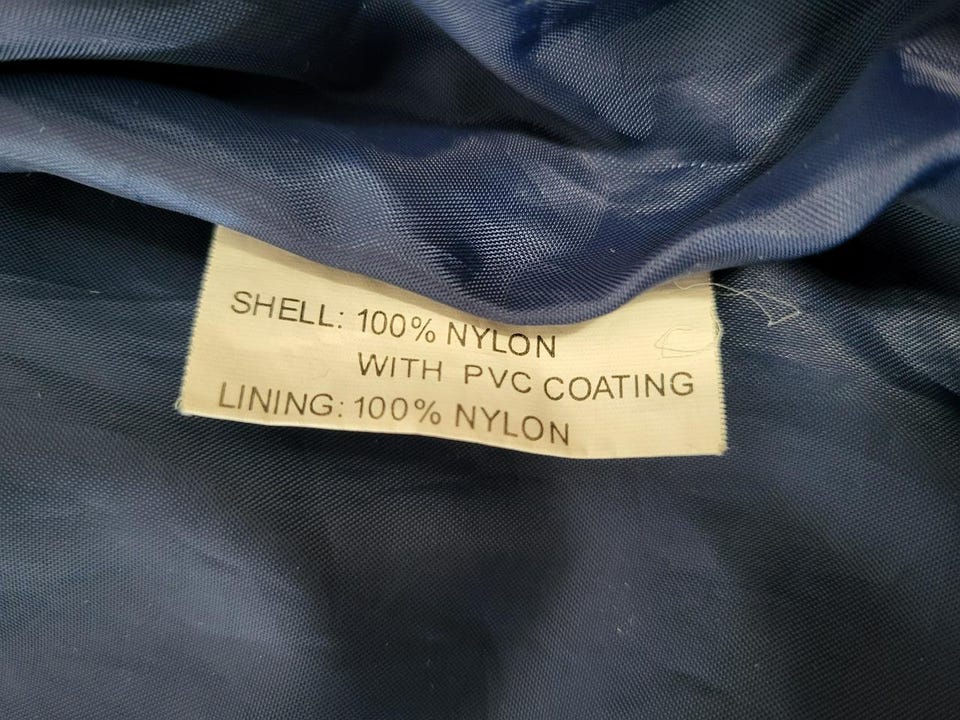 SHELL: 100% NYLON
WITH PVC COATING
LINING: 100% NYLON